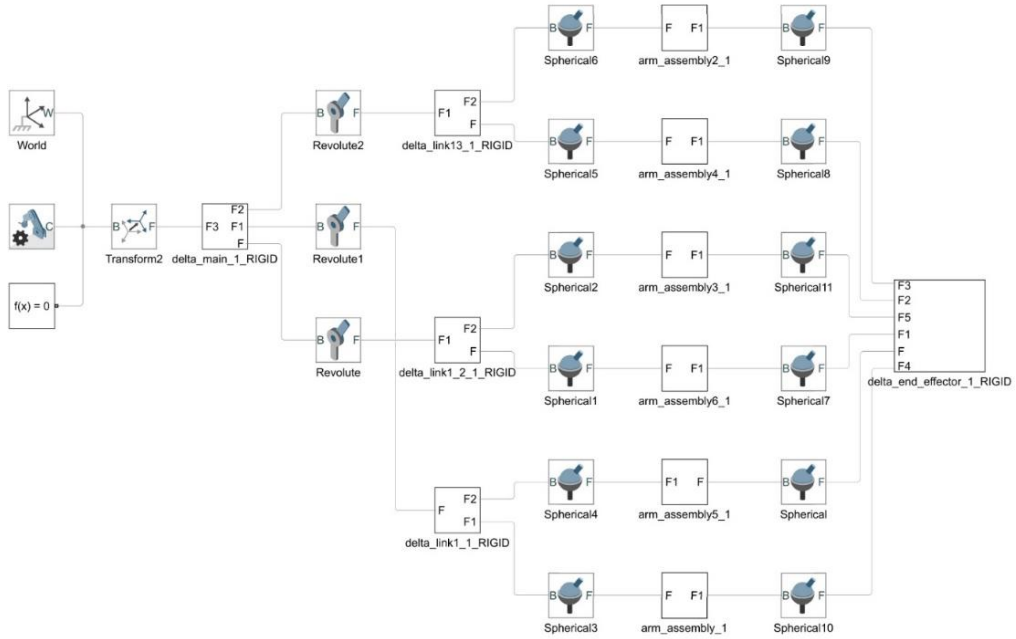 B F
Spherical6
F F1
arm_assembly2_1
B F
Spherical9
W
World
B F
Revolute2
F1 F2
F
delta_link13_1_RIGID
B F
Spherical5
F F1
arm_assembly4_1
B F
Spherical8
C
B F
Transform2
F3 F2
F1
F
delta_main_1_RIGID
B F
Revolute1
B F
Spherical2
F F1
arm_assembly3_1
B F
Spherical11
f(x) = 0
B F
Revolute
F1 F2
F
delta_link1_2_1_RIGID
B F
Spherical1
F F1
arm_assembly6_1
B F
Spherical7
F3
F2
F5
F1
F
F4
delta_end_effector_1_RIGID
F F2
F1
delta_link1_1_RIGID
B F
Spherical4
F1 F
arm_assembly5_1
B F
Spherical
B F
Spherical3
F F1
arm_assembly_1
B F
Spherical10